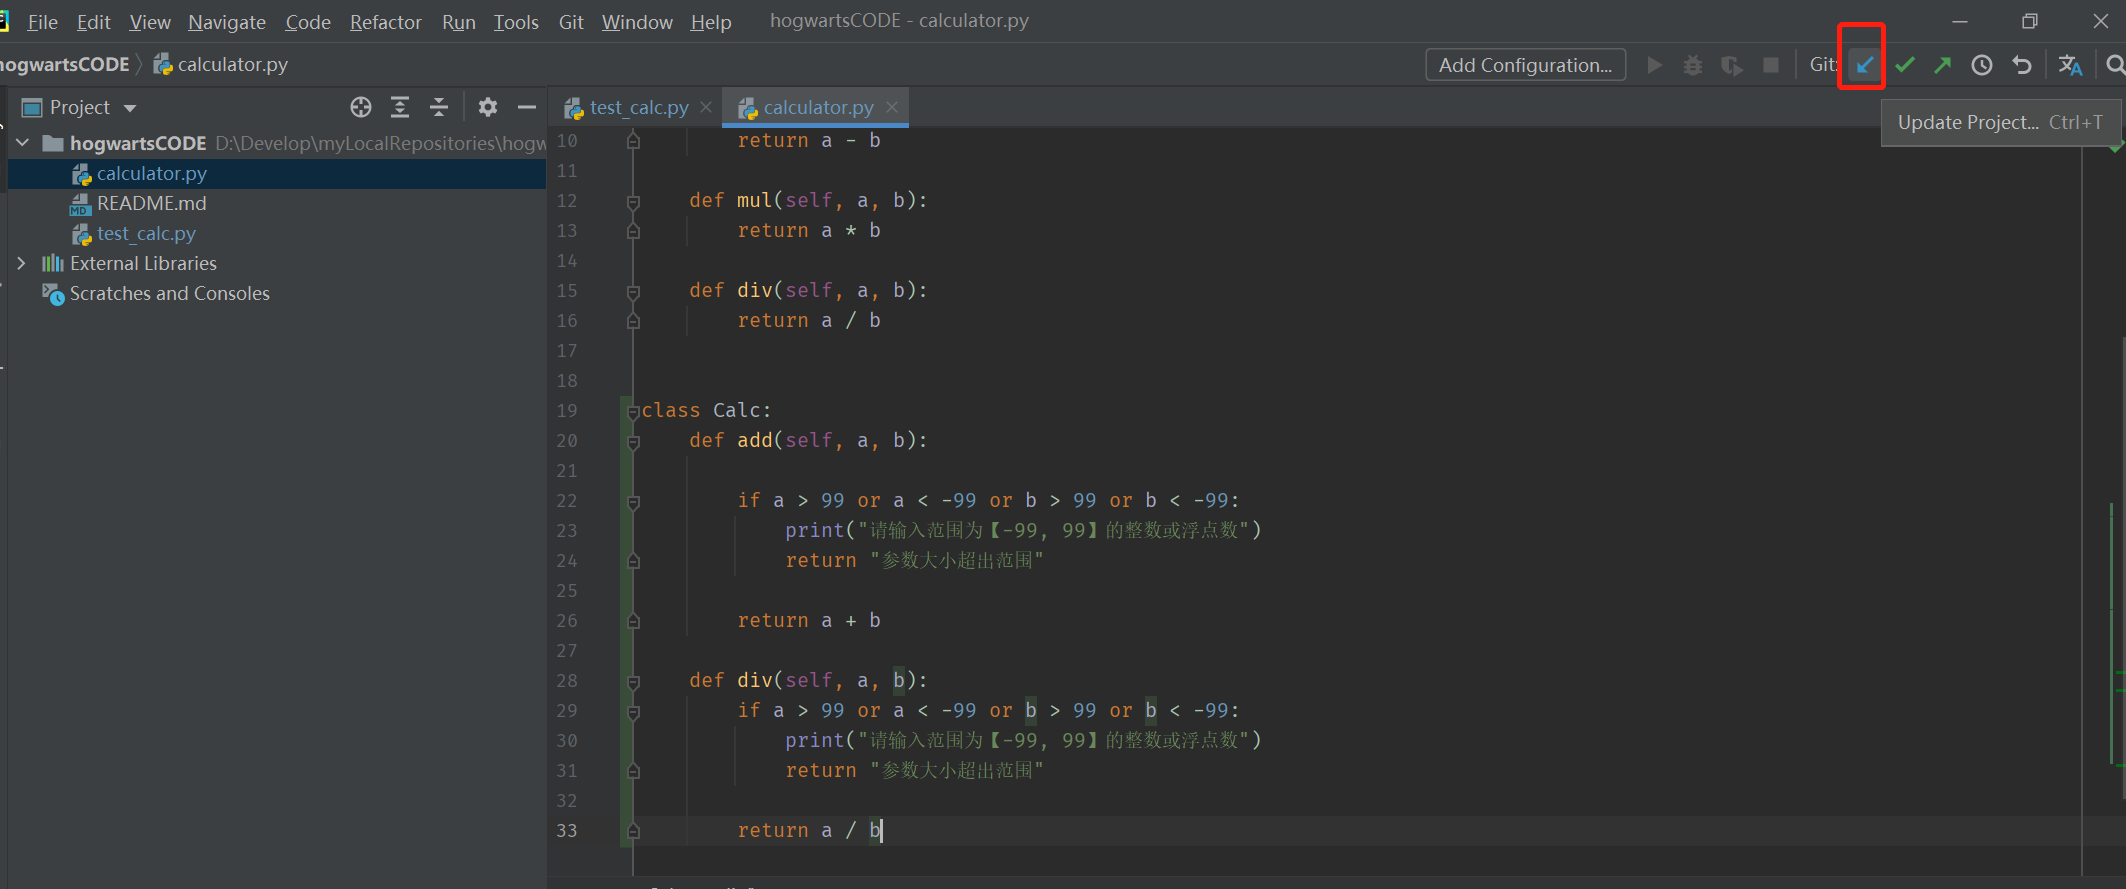 File Edit View Navigate Code Refactor Run Tools Git Window Help hogwartsCODE - calculator.py
hogwartsCODE calculator.py Add Configuration... Git:
Update Project... Ctrl+T
Project
hogwartsCODE D:\Develop\myLocalRepositories\hogw
calculator.py
README.md
test_calc.py
External Libraries
Scratches and Consoles
test_calc.py calculator.py
10 return a - b
11
12 def mul(self, a, b):
13 return a * b
14
15 def div(self, a, b):
16 return a / b
17
18
19 class Calc:
20 def add(self, a, b):
21
22 if a > 99 or a < -99 or b > 99 or b < -99:
23 print("请输入范围为【-99, 99】的整数或浮点数")
24 return "参数大小超出范围"
25
26 return a + b
27
28 def div(self, a, b):
29 if a > 99 or a < -99 or b > 99 or b < -99:
30 print("请输入范围为【-99, 99】的整数或浮点数")
31 return "参数大小超出范围"
32
33 return a / b